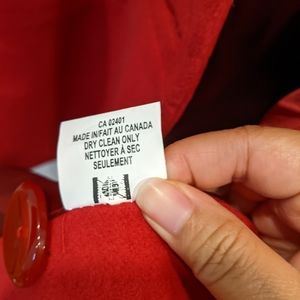 CA 02401
MADE IN/FAIT AU CANADA
DRY CLEAN ONLY
NETTOYER À SEC
SEULEMENT